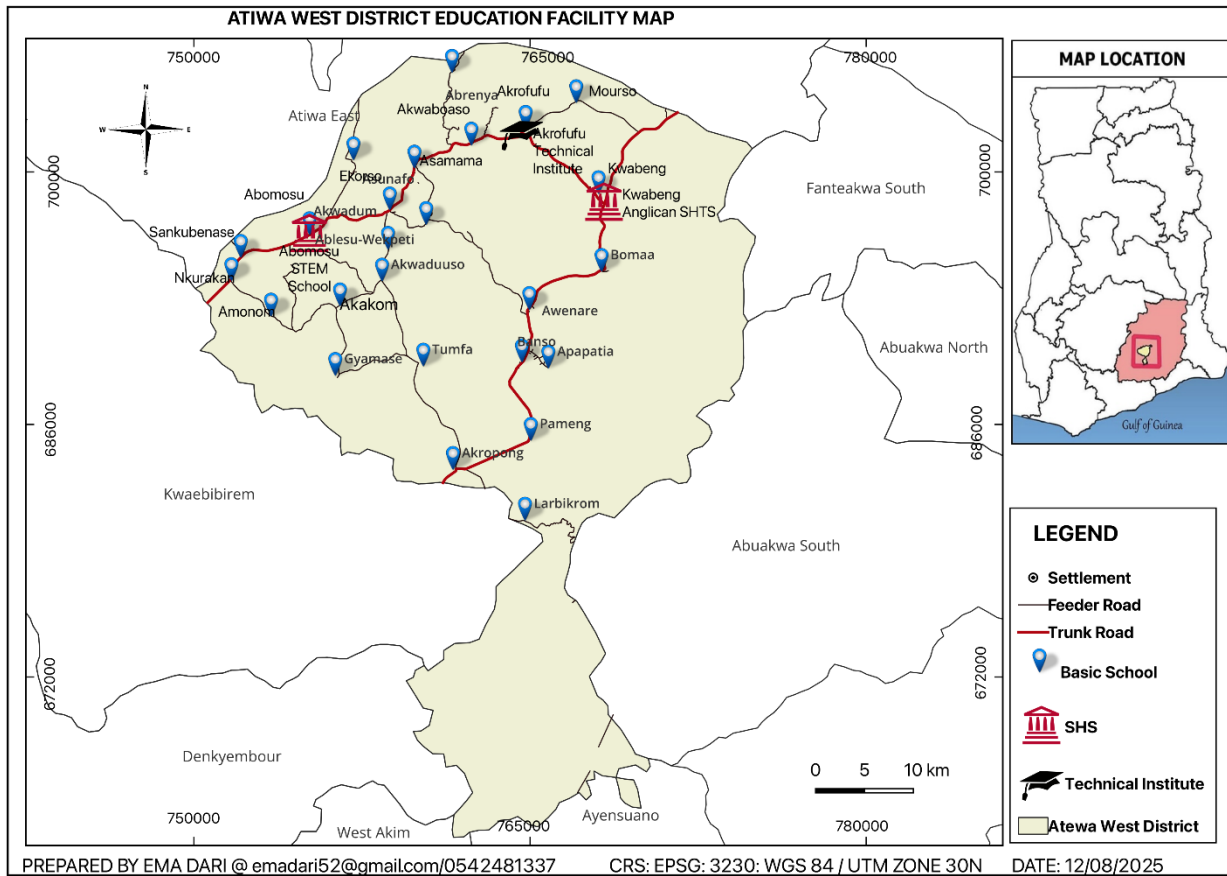 ATIWA WEST DISTRICT EDUCATION FACILITY MAP
750000
765000
780000
N
W
E
S
Atiwa East
Abrenya
Akrofufu
Mourso
Akwaboaso
Akrofufu
Technical
Institute
Asamama
Ekorso
Asunafo
Kwabeng
Kwabeng
Anglican SHTS
Abomosu
Akwadum
Sankubenase
Ablesu-Wekpeti
Abomosu
STEM
School
Nkurakan
Akwaduuso
Bomaa
Amonom
Akakom
Awenare
Gyamase
Tumfa
Banso
Apapatia
Pameng
Akropong
Larbikrom
Fanteakwa South
Abuakwa North
Kwaebibirem
Abuakwa South
Denkyembour
West Akim
Ayensuano
700000
686000
672000
700000
686000
672000
0 5 10 km
750000
765000
780000
MAP LOCATION
Gulf of Guinea
LEGEND
Settlement
Feeder Road
Trunk Road
Basic School
SHS
Technical Institute
Atewa West District
PREPARED BY EMA DARI @ emadari52@gmail.com/0542481337 CRS: EPSG: 3230: WGS 84 / UTM ZONE 30N DATE: 12/08/2025